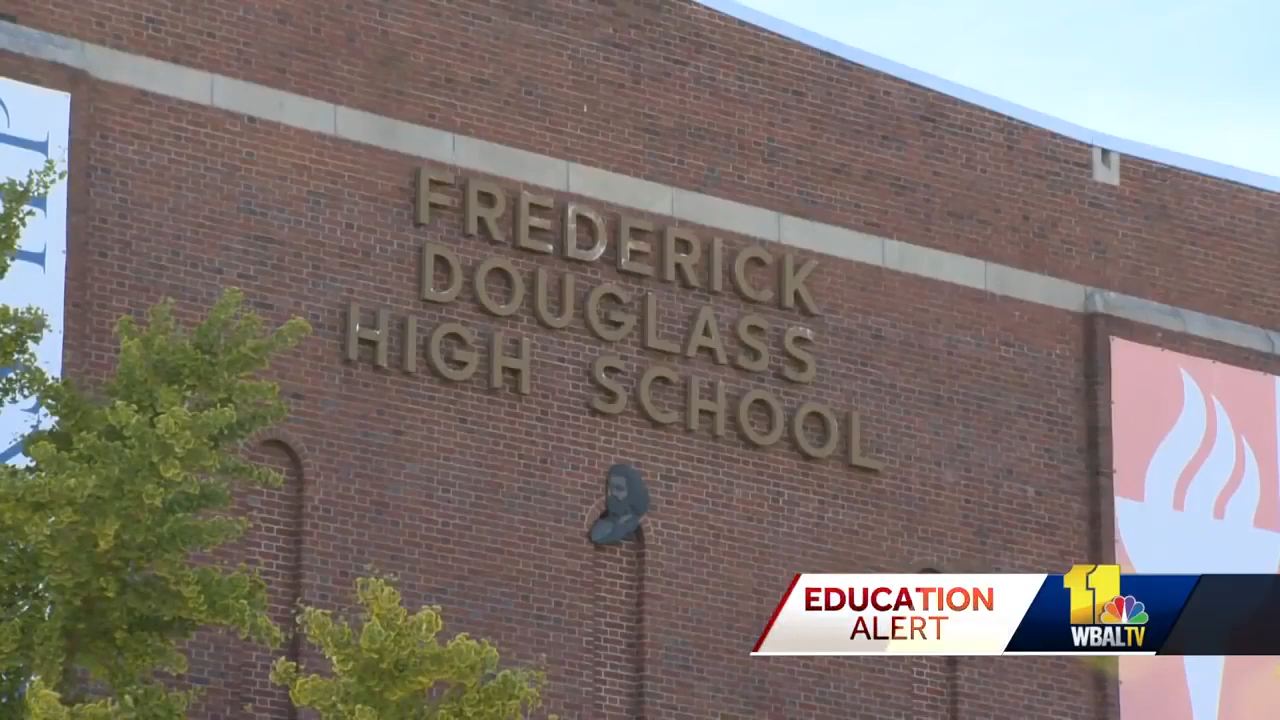 FREDERICK
DOUGLASS
HIGH SCHOOL
EDUCATION
ALERT
11
WBALTV